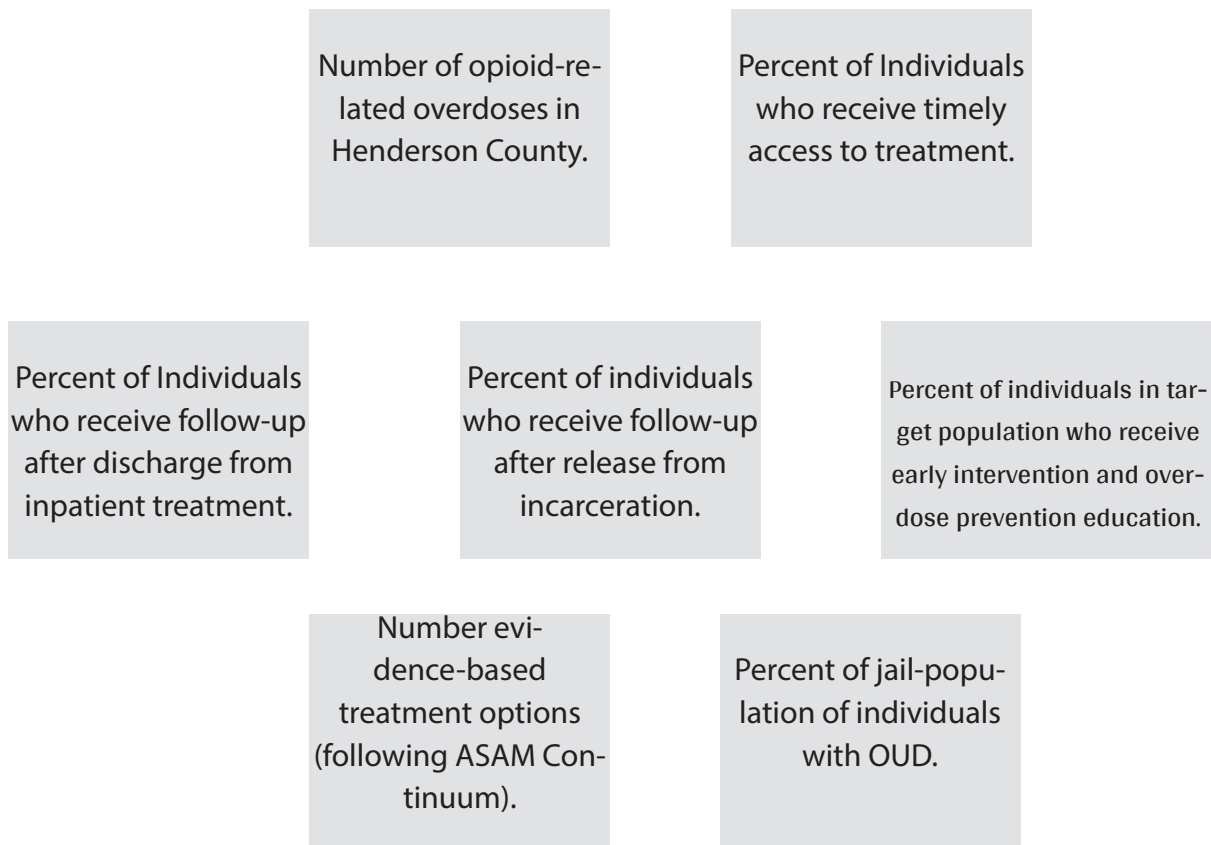 Number of opioid-re-
lated overdoses in
Henderson County.
Percent of Individuals
who receive timely
access to treatment.
Percent of Individuals
who receive follow-up
after discharge from
inpatient treatment.
Percent of individuals
who receive follow-up
after release from
incarceration.
Percent of individuals in tar-
get population who receive
early intervention and over-
dose prevention education.
Number evi-
dence-based
treatment options
(following ASAM Con-
tinuum).
Percent of jail-popu-
lation of individuals
with OUD.